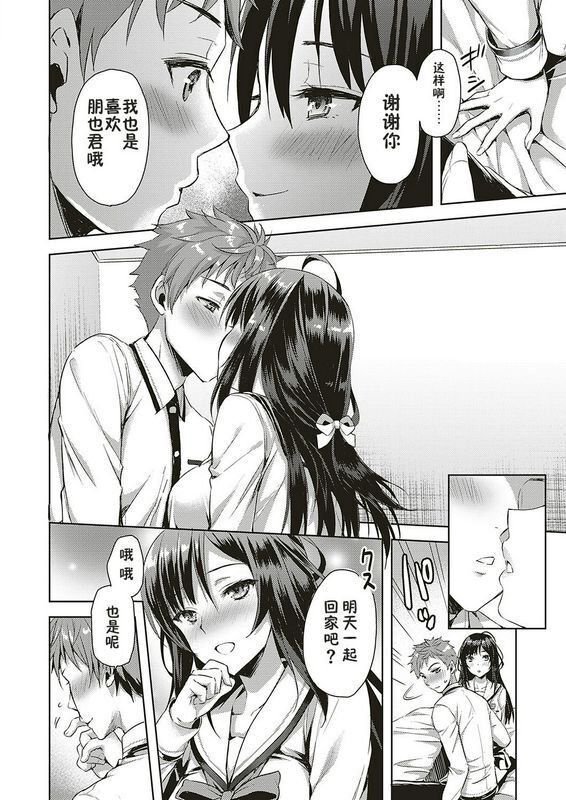 ギシ
这样啊……
谢谢你
我也是
喜欢
朋也君哦
パッ
クス
明天一起
回家吧？
哦哦
也是呢